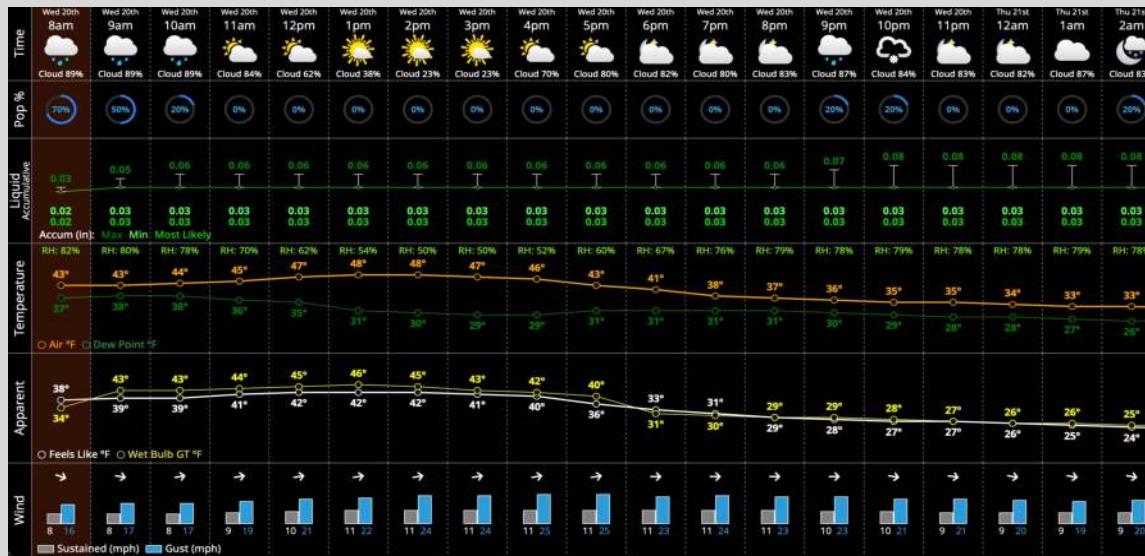 Wed 20th Wed 20th Wed 20th Wed 20th Wed 20th Wed 20th Wed 20th Wed 20th Wed 20th Wed 20th Wed 20th Wed 20th Wed 20th Wed 20th Wed 20th Wed 20th Thu 21st Thu 21st Thu 21s
Time 8am 9am 10am 11am 12pm 1pm 2pm 3pm 4pm 5pm 6pm 7pm 8pm 9pm 10pm 11pm 12am 1am 2am
Cloud 89% Cloud 89% Cloud 89% Cloud 84% Cloud 62% Cloud 38% Cloud 23% Cloud 23% Cloud 70% Cloud 80% Cloud 82% Cloud 80% Cloud 83% Cloud 87% Cloud 84% Cloud 83% Cloud 82% Cloud 87% Cloud 83
Pop % 70% 50% 20% 0% 0% 0% 0% 0% 0% 0% 0% 0% 0% 20% 20% 0% 0% 0% 20%
Liquid Accumulative
0.03 0.05 0.06 0.06 0.06 0.06 0.06 0.06 0.06 0.06 0.06 0.06 0.06 0.07 0.08 0.08 0.08 0.08 0.08
0.02 0.03 0.03 0.03 0.03 0.03 0.03 0.03 0.03 0.03 0.03 0.03 0.03 0.03 0.03 0.03 0.03 0.03 0.03
0.02 0.03 0.03 0.03 0.03 0.03 0.03 0.03 0.03 0.03 0.03 0.03 0.03 0.03 0.03 0.03 0.03 0.03 0.03
Accum (in): Max Min Most Likely
RH: 82% RH: 80% RH: 78% RH: 70% RH: 62% RH: 54% RH: 50% RH: 50% RH: 52% RH: 60% RH: 67% RH: 76% RH: 79% RH: 78% RH: 79% RH: 78% RH: 78% RH: 79% RH: 78%
Temperature
43° 43° 44° 45° 47° 48° 48° 47° 46° 43° 41° 38° 37° 36° 35° 35° 34° 33° 33°
37° 38° 38° 36° 35° 31° 30° 29° 29° 31° 31° 31° 31° 30° 29° 28° 28° 27° 26°
Air °F Dew Point °F
Apparent
38° 43° 43° 44° 45° 46° 45° 43° 42° 40° 33° 31° 29° 29° 28° 27° 26° 26° 25°
34° 39° 39° 41° 42° 42° 42° 41° 40° 36° 31° 30° 29° 28° 27° 27° 26° 25° 24°
Feels Like °F Wet Bulb GT °F
Wind
8 16 8 17 8 17 9 19 10 21 11 22 11 24 11 24 11 25 11 25 11 23 11 24 11 23 10 23 10 21 9 21 9 20 9 19 9 20
Sustained (mph) Gust (mph)